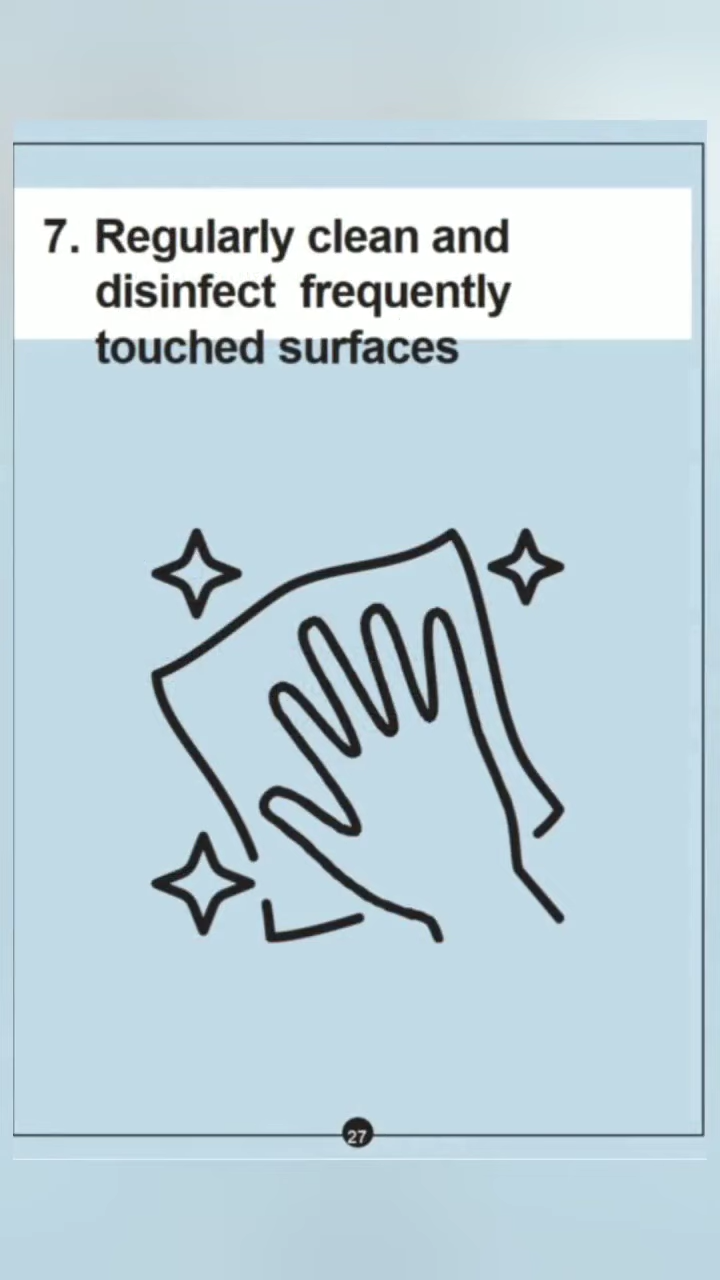 7. Regularly clean and
disinfect frequently
touched surfaces
27